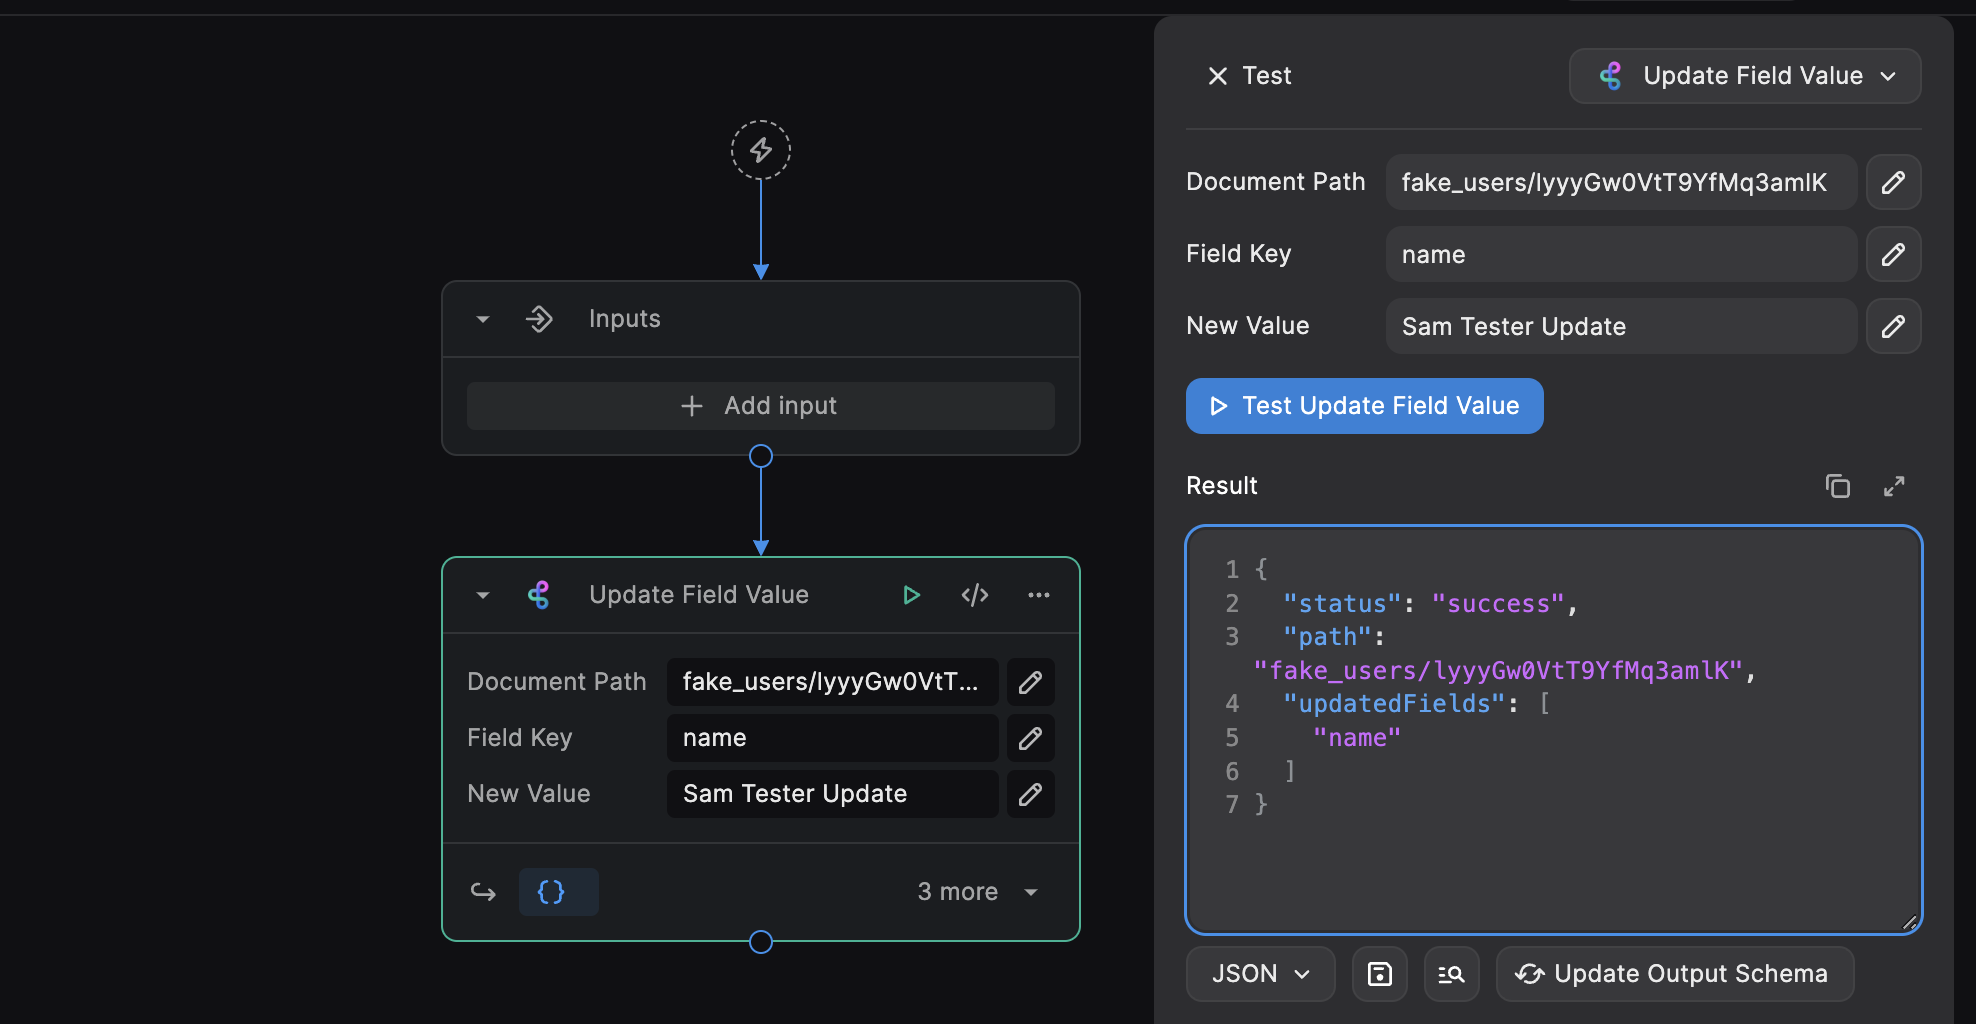 Inputs
Add input
Update Field Value
Document Path fake_users/lyyyGw0VtT...
Field Key name
New Value Sam Tester Update
{} 3 more
Test Update Field Value
Document Path fake_users/lyyyGw0VtT9YfMq3amlK
Field Key name
New Value Sam Tester Update
Test Update Field Value
Result
1 {
2 "status": "success",
3 "path":
"fake_users/lyyyGw0VtT9YfMq3amlK",
4 "updatedFields": [
5 "name"
6 ]
7 }
JSON Update Output Schema